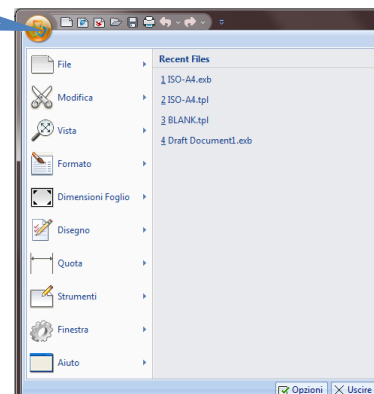 File
Modifica
Vista
Formato
Dimensioni Foglio
Disegno
Quota
Strumenti
Finestra
Aiuto
Recent Files
1 ISO-A4.exb
2 ISO-A4.tpl
3 BLANK.tpl
4 Draft Document1.exb
Opzioni
Uscire